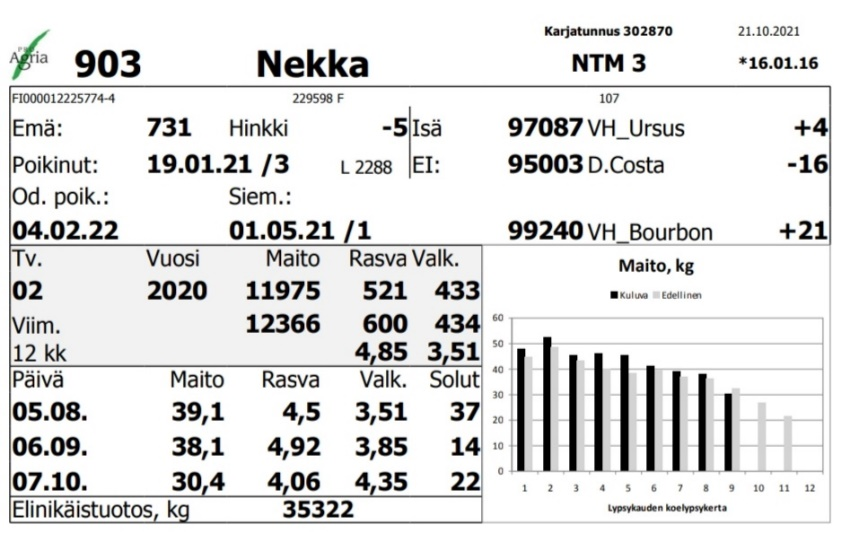 Karjatunnus 302870 21.10.2021
PRO
Agria 903 Nekka NTM 3 *16.01.16
FI000012225774-4 229598 F 107
Emä: 731 Hinkki -5 Isä 97087 VH_Ursus +4
Poikinut: 19.01.21 /3 L 2288 EI: 95003 D.Costa -16
Od. poik.: Siem.:
04.02.22 01.05.21 /1 99240 VH_Bourbon +21
Tv. Vuosi Maito Rasva Valk.
02 2020 11975 521 433
Viim. 12366 600 434
12 kk 4,85 3,51
Päivä Maito Rasva Valk. Solut
05.08. 39,1 4,5 3,51 37
06.09. 38,1 4,92 3,85 14
07.10. 30,4 4,06 4,35 22
Elinikäistuotos, kg 35322
Maito, kg
Kuluva Edellinen
60
50
40
30
20
10
0
1 2 3 4 5 6 7 8 9 10 11 12
Lypsykauden koelypsykerta